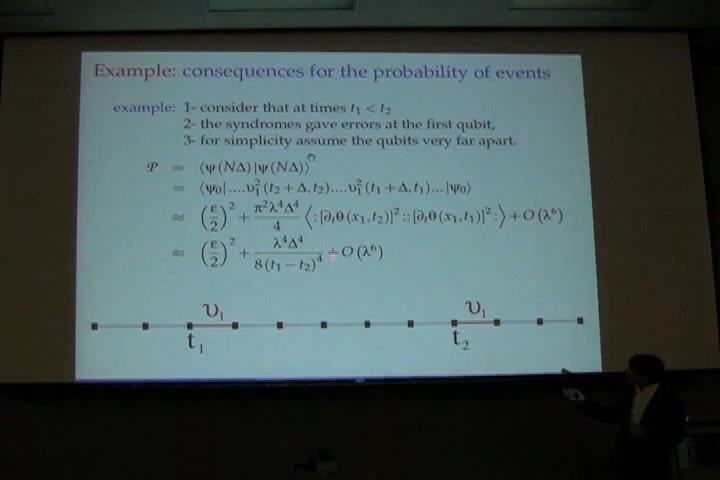 Example: consequences for the probability of events
example: 1- consider that at times t₁ < t₂
2- the syndromes gave errors at the first qubit,
3- for simplicity assume the qubits very far apart.
𝒫 = ⟨ψ(NΔ)|ψ(NΔ)⟩
= ⟨ψ₀|....υ₁²(t₂+Δ,t₂)....υ₁²(t₁+Δ,t₁)...|ψ₀⟩
≈ (ε/2)² + π²λ⁴Δ⁴/4 ⟨:[∂ₜθ(x₁,t₂)]²::[∂ₜθ(x₁,t₁)]²:⟩ + O(λ⁶)
≈ (ε/2)² + λ⁴Δ⁴/8(t₁−t₂)⁴ + O(λ⁶)
υ₁ υ₁
t₁ t₂